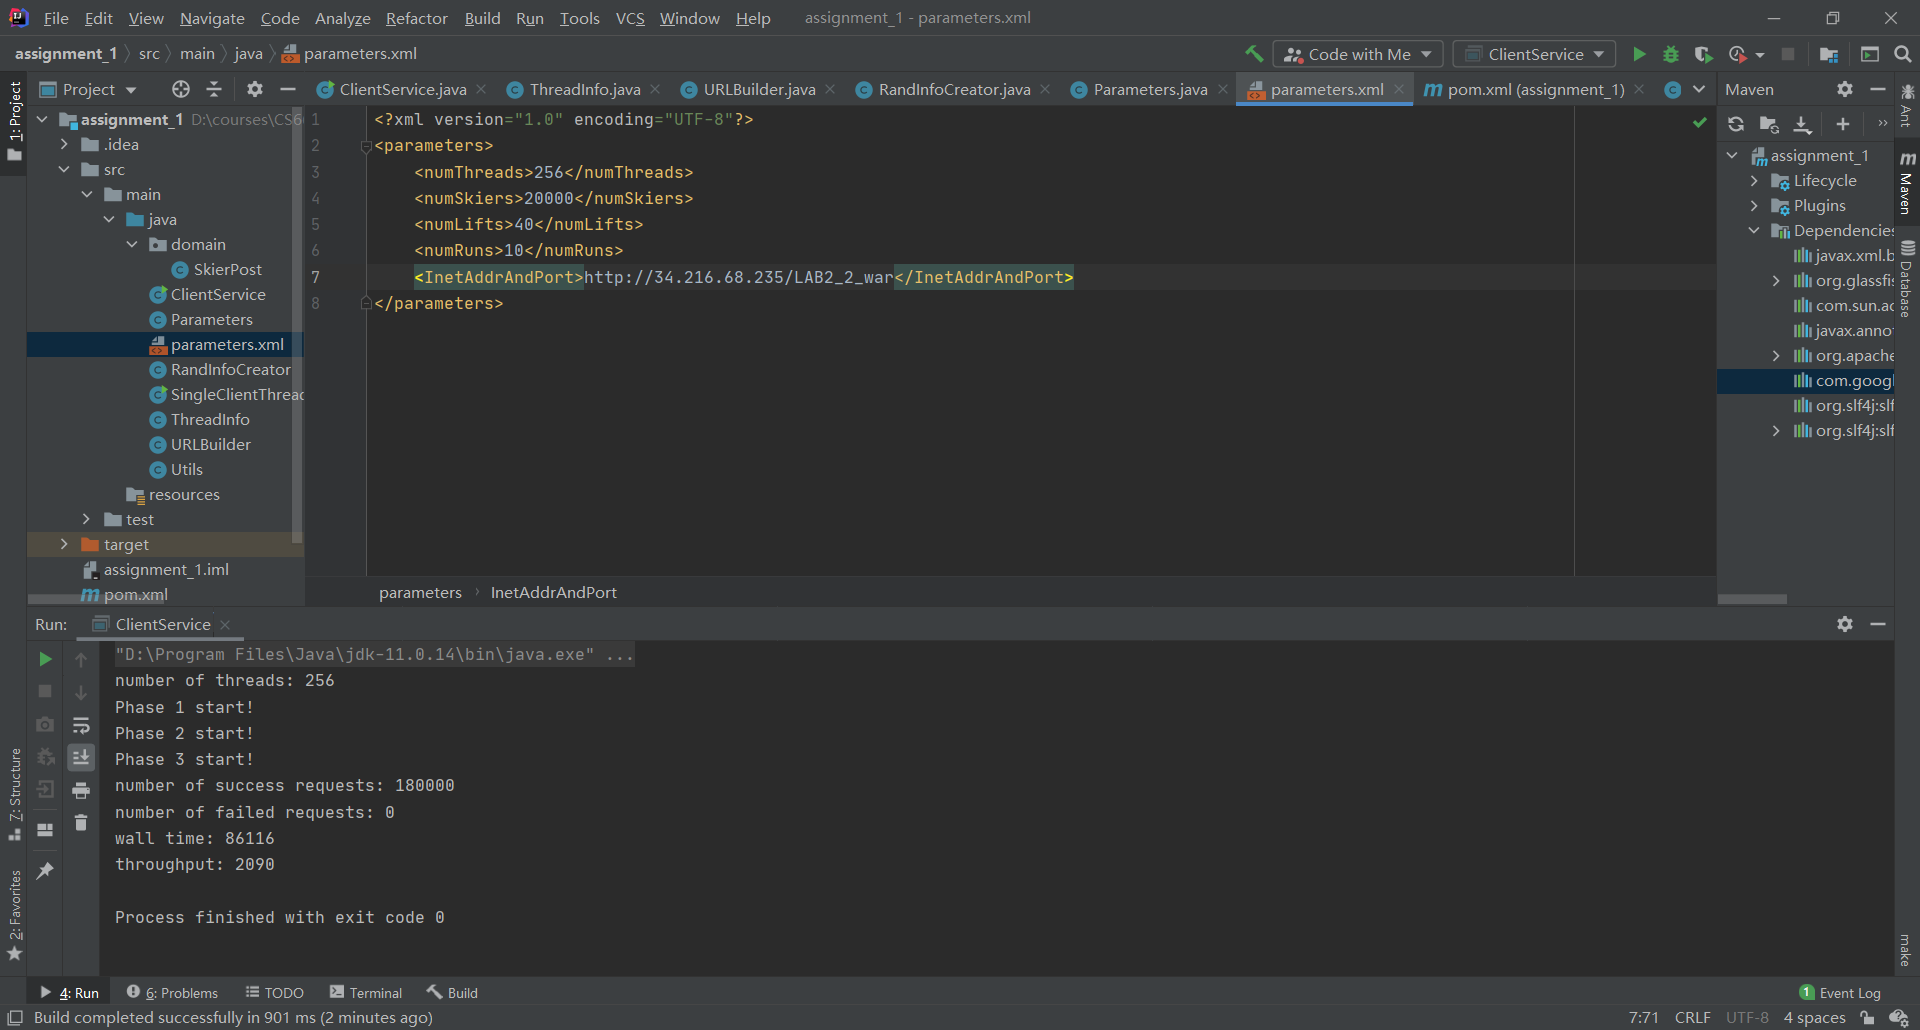 File Edit View Navigate Code Analyze Refactor Build Run Tools VCS Window Help assignment_1 - parameters.xml
assignment_1 src main java parameters.xml Code with Me ClientService
Project ClientService.java ThreadInfo.java URLBuilder.java RandInfoCreator.java Parameters.java parameters.xml pom.xml (assignment_1) Maven
1: Project
assignment_1 D:\courses\CS6
.idea
src
main
java
domain
SkierPost
ClientService
Parameters
parameters.xml
RandInfoCreator
SingleClientThread
ThreadInfo
URLBuilder
Utils
resources
test
target
assignment_1.iml
pom.xml
1 <?xml version="1.0" encoding="UTF-8"?>
2 <parameters>
3 <numThreads>256</numThreads>
4 <numSkiers>20000</numSkiers>
5 <numLifts>40</numLifts>
6 <numRuns>10</numRuns>
7 <InetAddrAndPort>http://34.216.68.235/LAB2_2_war</InetAddrAndPort>
8 </parameters>
parameters InetAddrAndPort
assignment_1
Lifecycle
Plugins
Dependencies
javax.xml.b
org.glassfis
com.sun.ac
javax.annot
org.apache
com.googl
org.slf4j:slf
org.slf4j:slf
Ant
Maven
Database
Run: ClientService
"D:\Program Files\Java\jdk-11.0.14\bin\java.exe" ...
number of threads: 256
Phase 1 start!
Phase 2 start!
Phase 3 start!
number of success requests: 180000
number of failed requests: 0
wall time: 86116
throughput: 2090
Process finished with exit code 0
7: Structure
2: Favorites
make
4: Run 6: Problems TODO Terminal Build 1 Event Log
Build completed successfully in 901 ms (2 minutes ago) 7:71 CRLF UTF-8 4 spaces